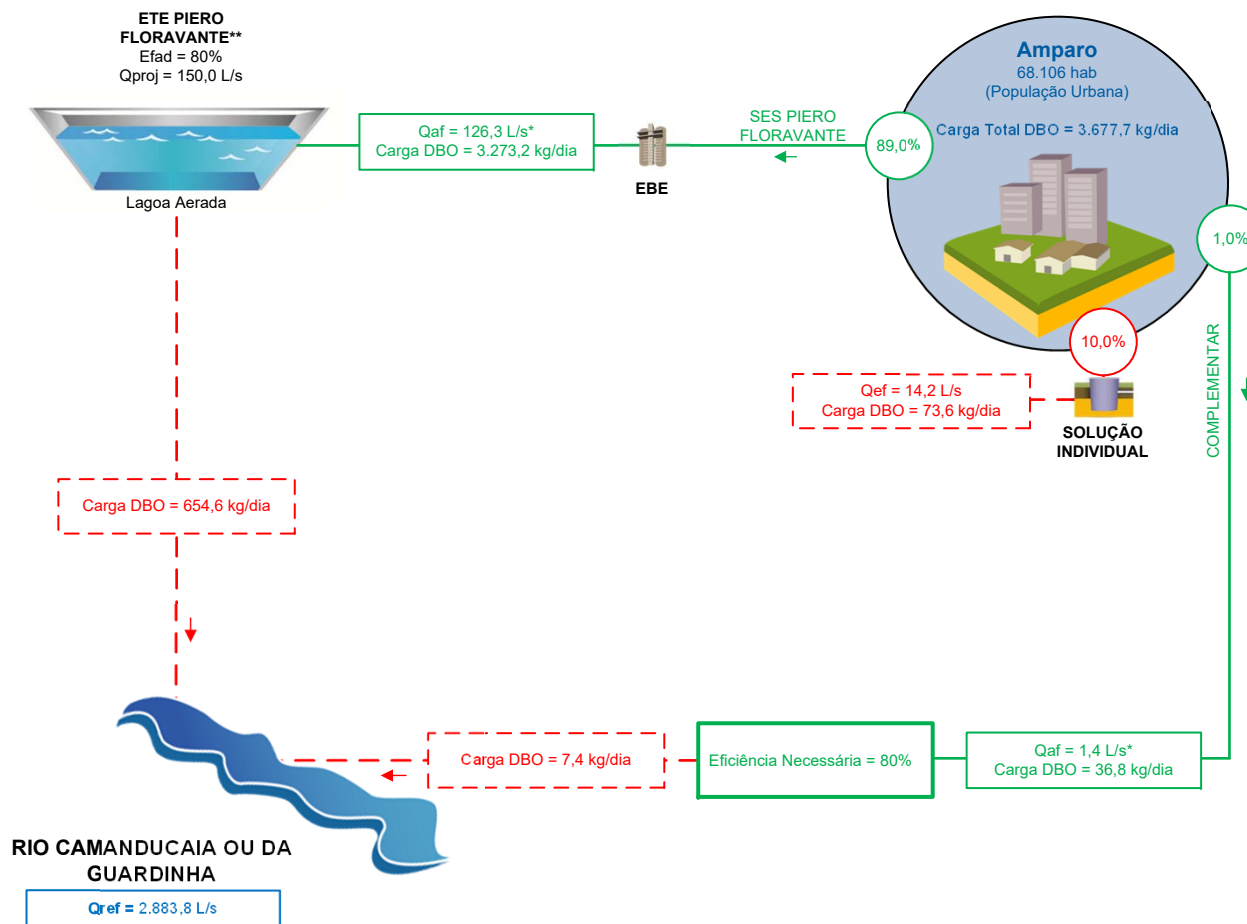 ETE PIERO
FLORAVANTE**
Efad = 80%
Qproj = 150,0 L/s
Lagoa Aerada
Qaf = 126,3 L/s*
Carga DBO = 3.273,2 kg/dia
EBE
SES PIERO
FLORAVANTE
89,0%
Amparo
68.106 hab
(População Urbana)
Carga Total DBO = 3.677,7 kg/dia
1,0%
10,0%
Qef = 14,2 L/s
Carga DBO = 73,6 kg/dia
SOLUÇÃO
INDIVIDUAL
COMPLEMENTAR
Carga DBO = 654,6 kg/dia
Carga DBO = 7,4 kg/dia
Eficiência Necessária = 80%
Qaf = 1,4 L/s*
Carga DBO = 36,8 kg/dia
RIO CAMANDUCAIA OU DA
GUARDINHA
Qref = 2.883,8 L/s